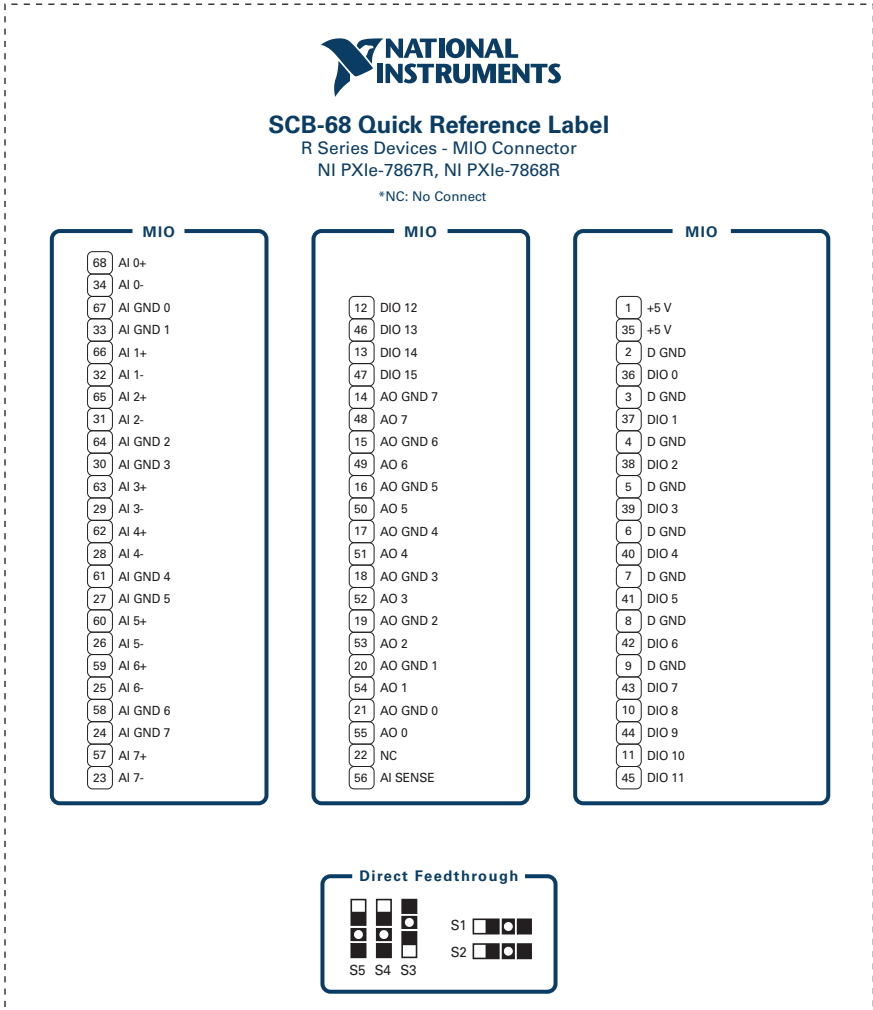 NATIONAL
INSTRUMENTS
SCB-68 Quick Reference Label
R Series Devices - MIO Connector
NI PXIe-7867R, NI PXIe-7868R
*NC: No Connect
MIO
68 AI 0+
34 AI 0-
67 AI GND 0
33 AI GND 1
66 AI 1+
32 AI 1-
65 AI 2+
31 AI 2-
64 AI GND 2
30 AI GND 3
63 AI 3+
29 AI 3-
62 AI 4+
28 AI 4-
61 AI GND 4
27 AI GND 5
60 AI 5+
26 AI 5-
59 AI 6+
25 AI 6-
58 AI GND 6
24 AI GND 7
57 AI 7+
23 AI 7-
MIO
12 DIO 12
46 DIO 13
13 DIO 14
47 DIO 15
14 AO GND 7
48 AO 7
15 AO GND 6
49 AO 6
16 AO GND 5
50 AO 5
17 AO GND 4
51 AO 4
18 AO GND 3
52 AO 3
19 AO GND 2
53 AO 2
20 AO GND 1
54 AO 1
21 AO GND 0
55 AO 0
22 NC
56 AI SENSE
MIO
1 +5 V
35 +5 V
2 D GND
36 DIO 0
3 D GND
37 DIO 1
4 D GND
38 DIO 2
5 D GND
39 DIO 3
6 D GND
40 DIO 4
7 D GND
41 DIO 5
8 D GND
42 DIO 6
9 D GND
43 DIO 7
10 DIO 8
44 DIO 9
11 DIO 10
45 DIO 11
Direct Feedthrough
S5 S4 S3
S1
S2